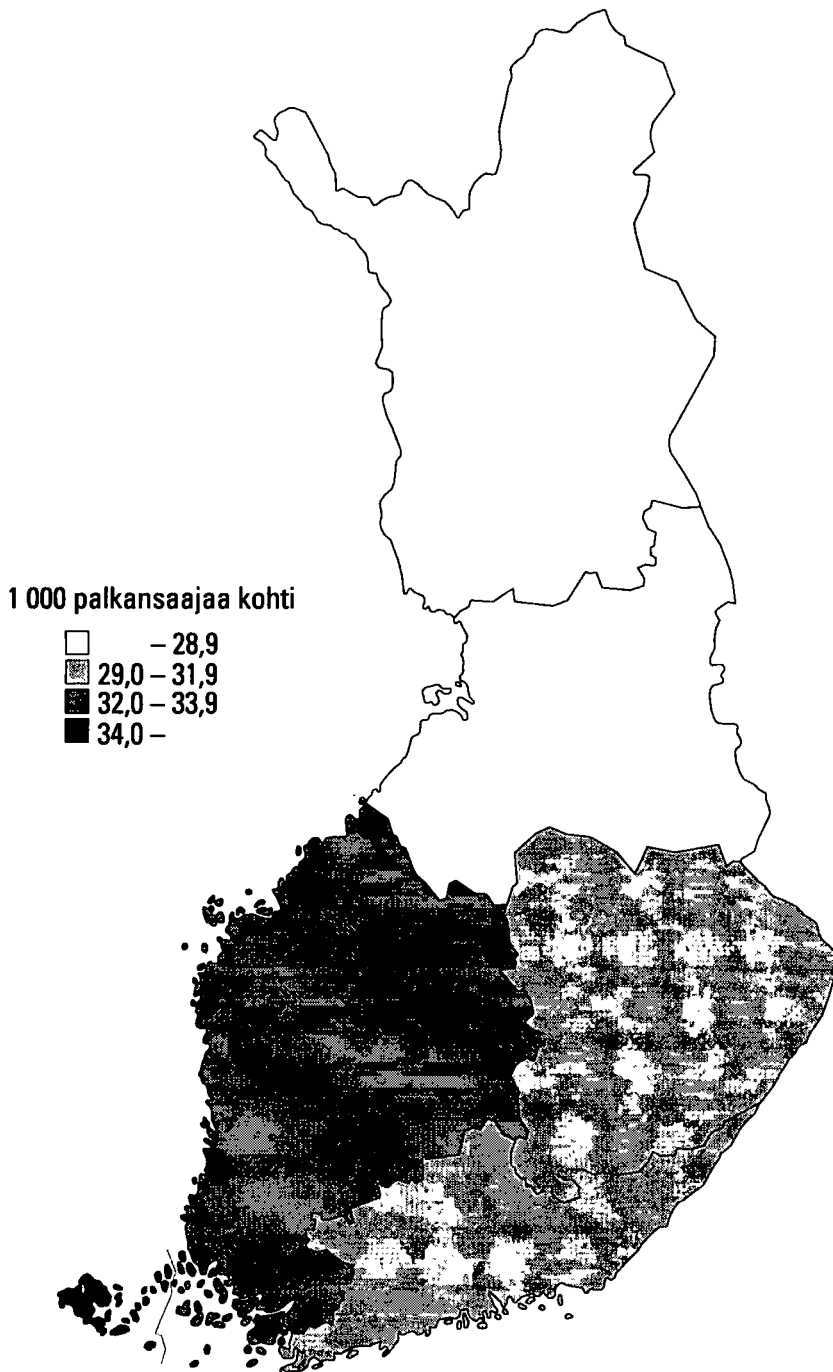 1 000 palkansaajaa kohti
– 28,9
29,0 – 31,9
32,0 – 33,9
34,0 –